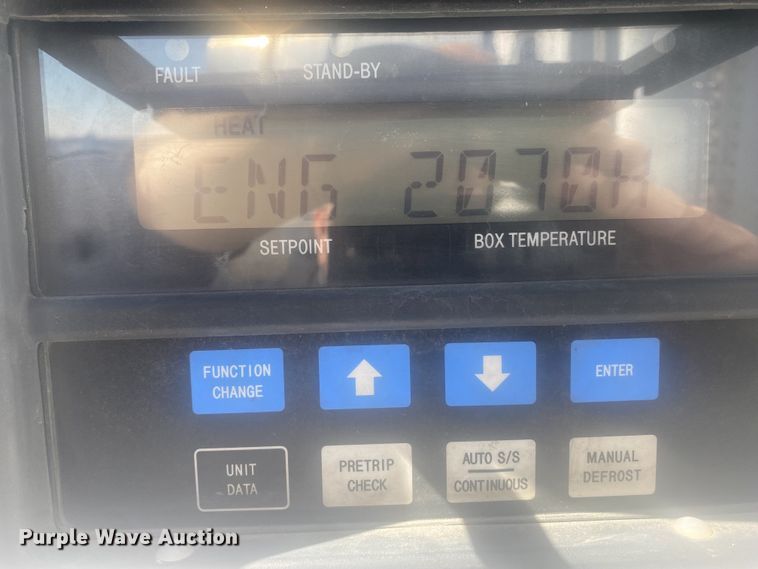 FAULT STAND-BY
HEAT
ENG 2070H
SETPOINT BOX TEMPERATURE
FUNCTION
CHANGE
ENTER
UNIT
DATA
PRETRIP
CHECK
AUTO S/S
CONTINUOUS
MANUAL
DEFROST
Purple Wave Auction